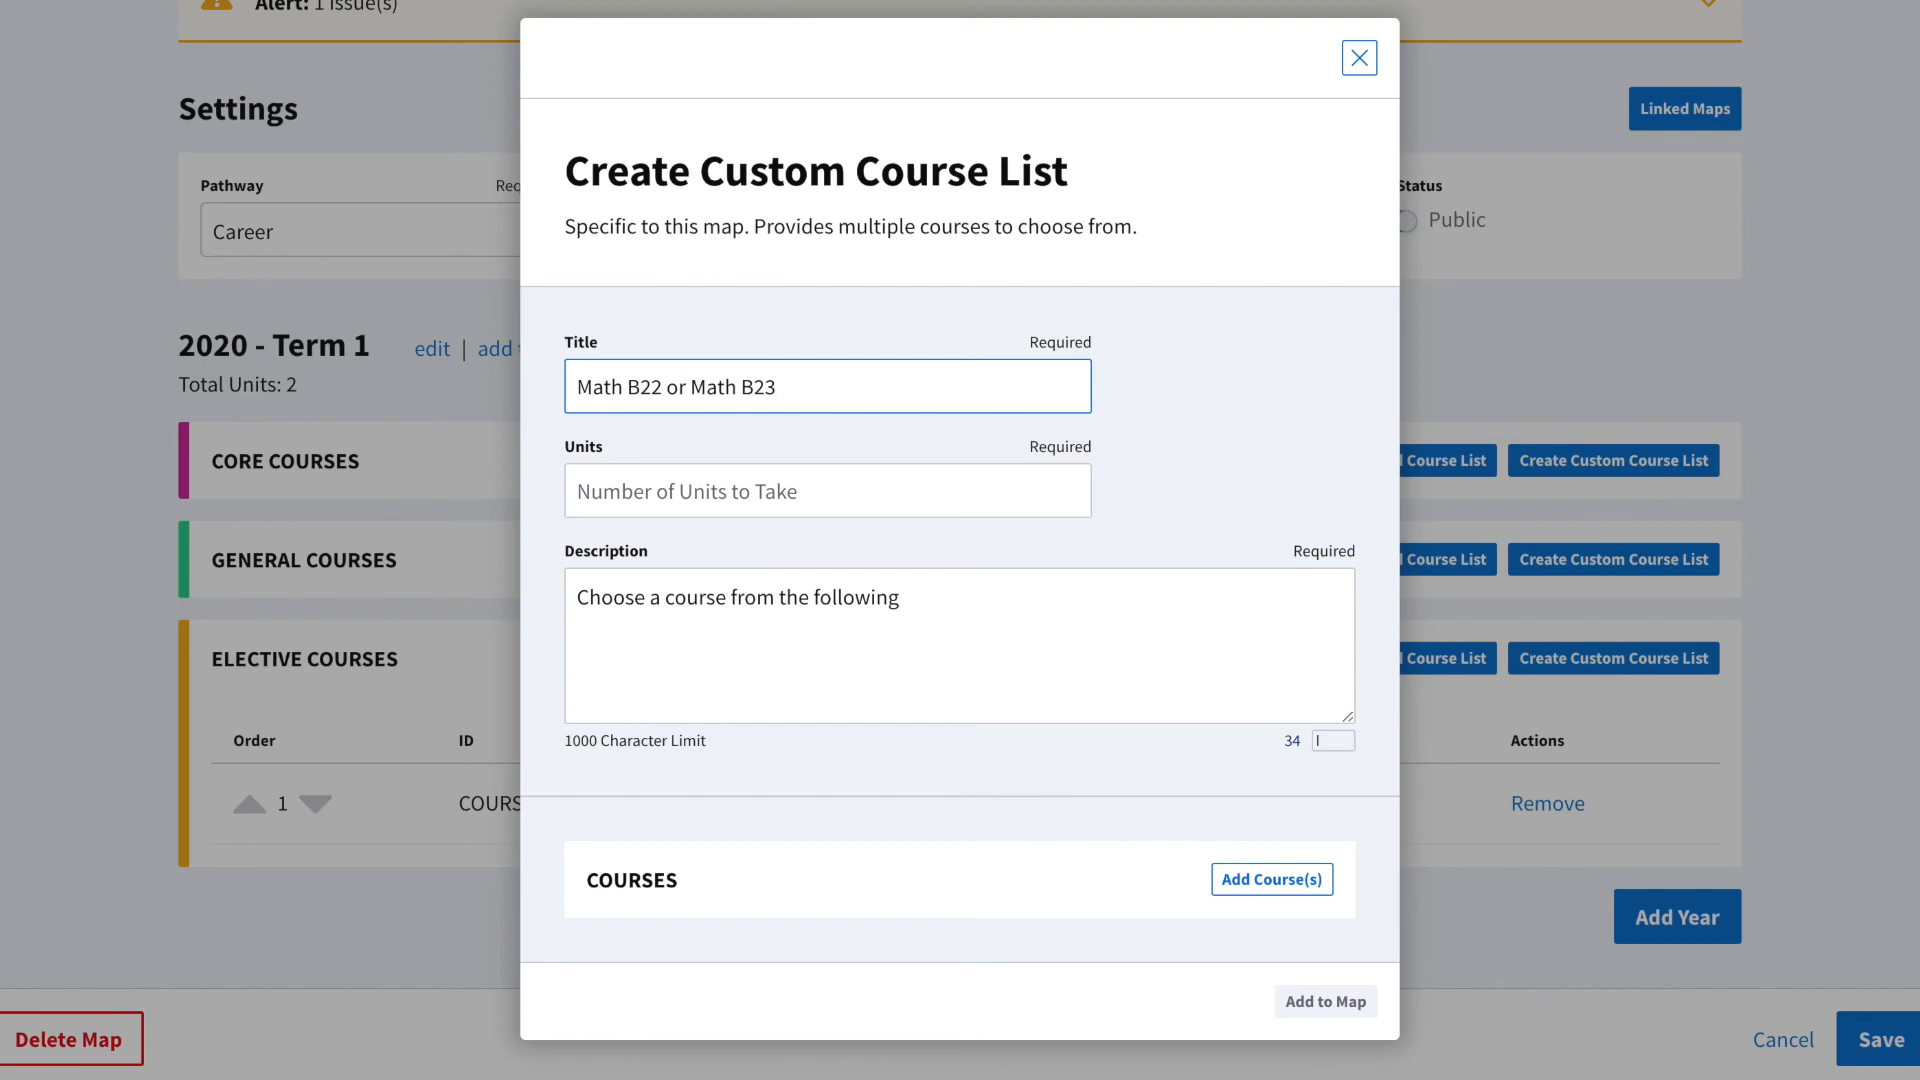 Alert: 1 Issue(s)
Settings
Linked Maps
Pathway
Career
Status
Public
2020 - Term 1
edit | add
Total Units: 2
CORE COURSES
Course List
Create Custom Course List
GENERAL COURSES
Course List
Create Custom Course List
ELECTIVE COURSES
Course List
Create Custom Course List
Order
ID
Actions
1
Remove
Add Year
Delete Map
Cancel
Save
Create Custom Course List
Specific to this map. Provides multiple courses to choose from.
Title
Required
Math B22 or Math B23
Units
Required
Number of Units to Take
Description
Required
Choose a course from the following
1000 Character Limit
34
COURSES
Add Course(s)
Add to Map